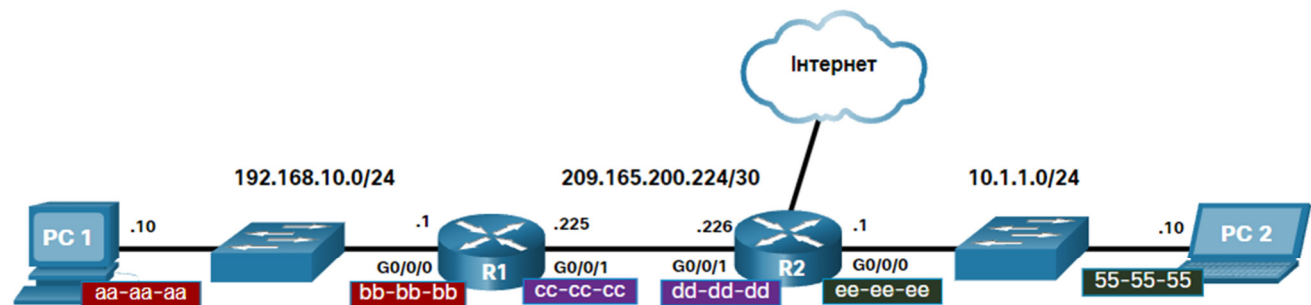 Інтернет
192.168.10.0/24
209.165.200.224/30
10.1.1.0/24
PC 1
.10
.1
R1
.225
.226
R2
.1
.10
PC 2
G0/0/0
G0/0/1
G0/0/1
G0/0/0
aa-aa-aa
bb-bb-bb
cc-cc-cc
dd-dd-dd
ee-ee-ee
55-55-55